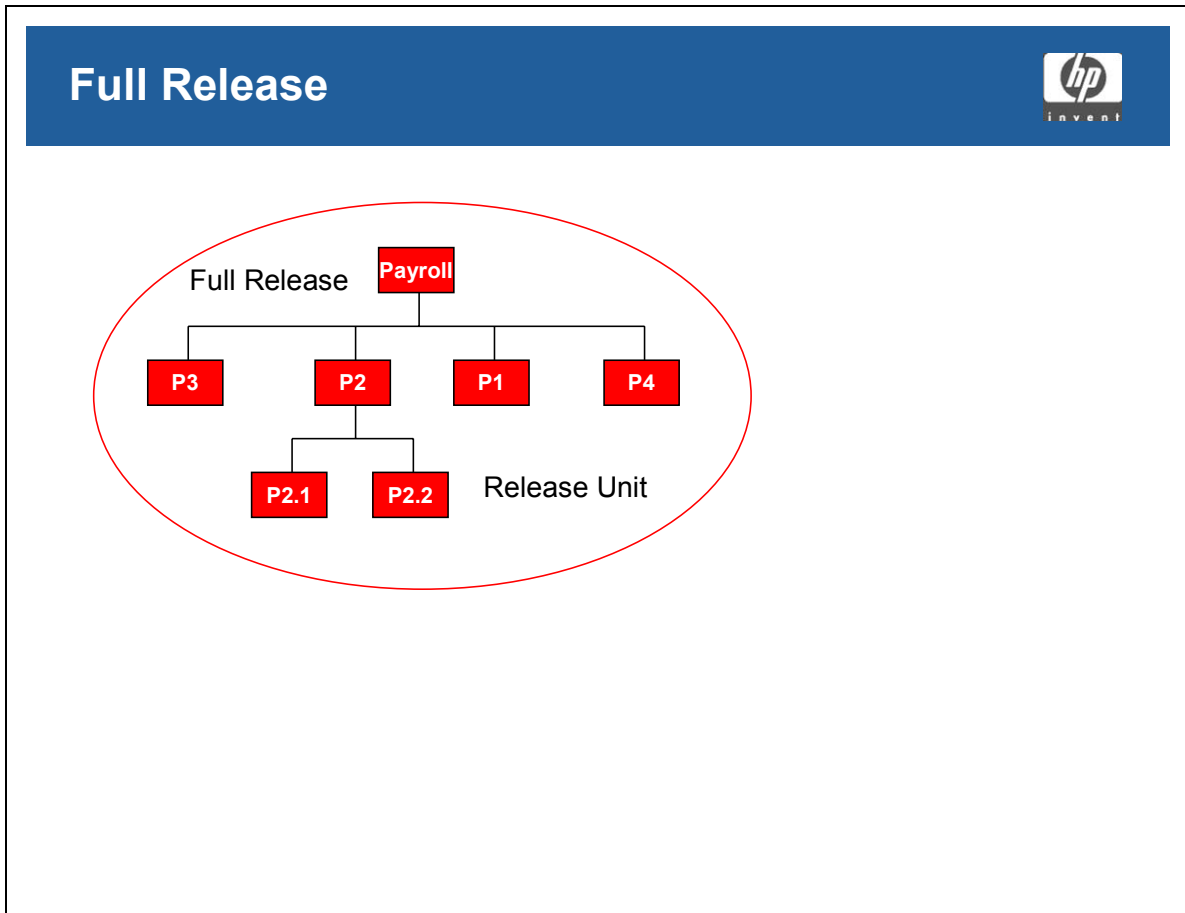 Full Release
hp
invent
Full Release
Payroll
P3
P2
P1
P4
P2.1
P2.2
Release Unit